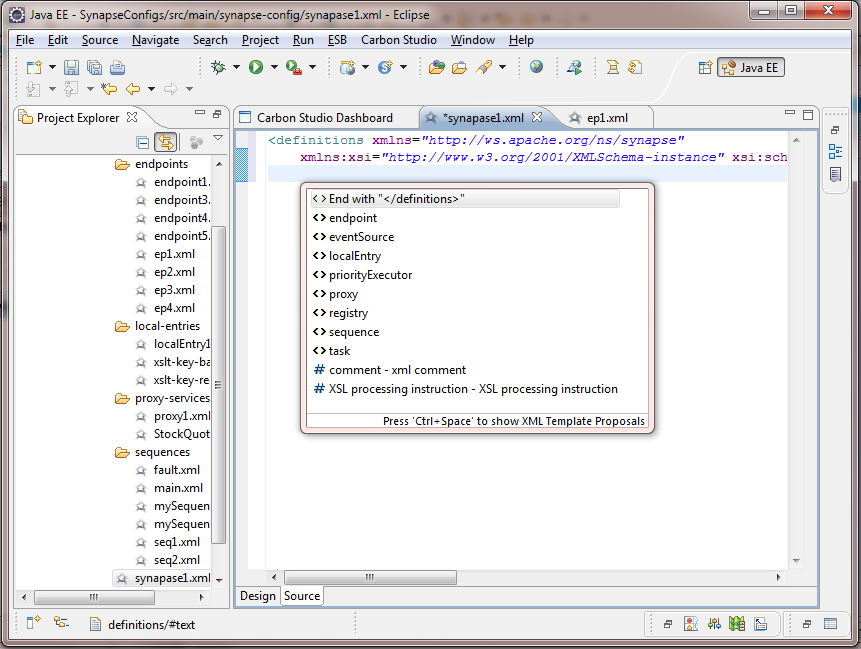 Java EE - SynapseConfigs/src/main/synapse-config/synapase1.xml - Eclipse
File Edit Source Navigate Search Project Run ESB Carbon Studio Window Help
Java EE
Project Explorer
Carbon Studio Dashboard *synapase1.xml ep1.xml
endpoints
endpoint1.
endpoint3.
endpoint4.
endpoint5.
ep1.xml
ep2.xml
ep3.xml
ep4.xml
local-entries
localEntry1
xslt-key-ba
xslt-key-re
proxy-services
proxy1.xml
StockQuot
sequences
fault.xml
main.xml
mySequen
mySequen
seq1.xml
seq2.xml
synapase1.xml
<definitions xmlns="http://ws.apache.org/ns/synapse"
xmlns:xsi="http://www.w3.org/2001/XMLSchema-instance" xsi:sch
<> End with "</definitions>"
<> endpoint
<> eventSource
<> localEntry
<> priorityExecutor
<> proxy
<> registry
<> sequence
<> task
# comment - xml comment
# XSL processing instruction - XSL processing instruction
Press 'Ctrl+Space' to show XML Template Proposals
Design Source
definitions/#text